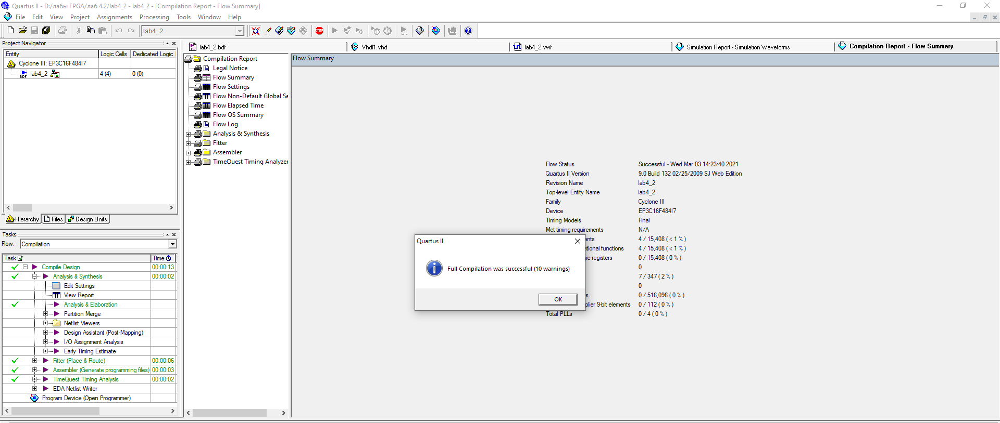 Quartus II - D:/лабы FPGA/лаб 4.2/lab4_2 - lab4_2 - [Compilation Report - Flow Summary]
File Edit View Project Assignments Processing Tools Window Help
STOP
lab4_2
Project Navigator
Entity Logic Cells Dedicated Logic
Cyclone III: EP3C16F484I7
BDF lab4_2 4 (4) 0 (0)
Hierarchy Files Design Units
Tasks
Flow: Compilation
Task Time
Compile Design 00:00:13
Analysis & Synthesis 00:00:02
Edit Settings
View Report
Analysis & Elaboration
Partition Merge
Netlist Viewers
Design Assistant (Post-Mapping)
I/O Assignment Analysis
Early Timing Estimate
Fitter (Place & Route) 00:00:06
Assembler (Generate programming files) 00:00:03
TimeQuest Timing Analysis 00:00:02
EDA Netlist Writer
Program Device (Open Programmer)
lab4_2.bdf
abc Vhdl1.vhd
lab4_2.vwf
Simulation Report - Simulation Waveforms
Compilation Report - Flow Summary
Compilation Report
Legal Notice
Flow Summary
Flow Settings
Flow Non-Default Global Se
Flow Elapsed Time
Flow OS Summary
Flow Log
Analysis & Synthesis
Fitter
Assembler
TimeQuest Timing Analyzer
Flow Summary
Flow Status Successful - Wed Mar 03 14:23:40 2021
Quartus II Version 9.0 Build 132 02/25/2009 SJ Web Edition
Revision Name lab4_2
Top-level Entity Name lab4_2
Family Cyclone III
Device EP3C16F484I7
Timing Models Final
Met timing requirements N/A
ents 4 / 15,408 ( < 1 % )
ational functions 4 / 15,408 ( < 1 % )
ic registers 0 / 15,408 ( 0 % )
0
7 / 347 ( 2 % )
0
s 0 / 516,096 ( 0 % )
plier 9-bit elements 0 / 112 ( 0 % )
Total PLLs 0 / 4 ( 0 % )
Quartus II
Full Compilation was successful (10 warnings)
OK